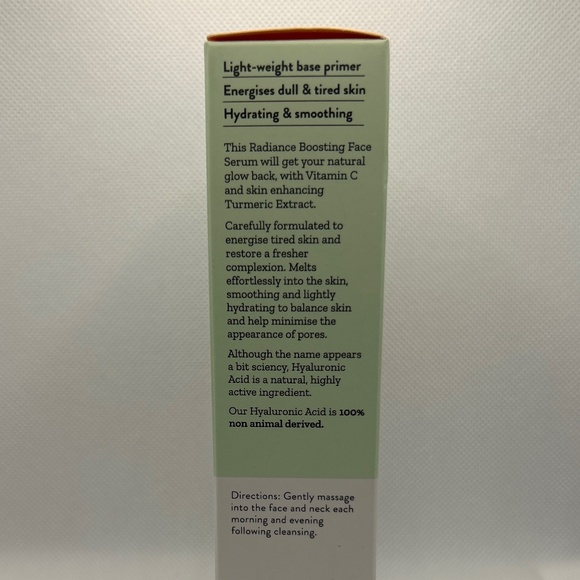 Light-weight base primer
Energises dull & tired skin
Hydrating & smoothing
This Radiance Boosting Face
Serum will get your natural
glow back, with Vitamin C
and skin enhancing
Turmeric Extract.
Carefully formulated to
energise tired skin and
restore a fresher
complexion. Melts
effortlessly into the skin,
smoothing and lightly
hydrating to balance skin
and help minimise the
appearance of pores.
Although the name appears
a bit sciency, Hyaluronic
Acid is a natural, highly
active ingredient.
Our Hyaluronic Acid is 100%
non animal derived.
Directions: Gently massage
into the face and neck each
morning and evening
following cleansing.